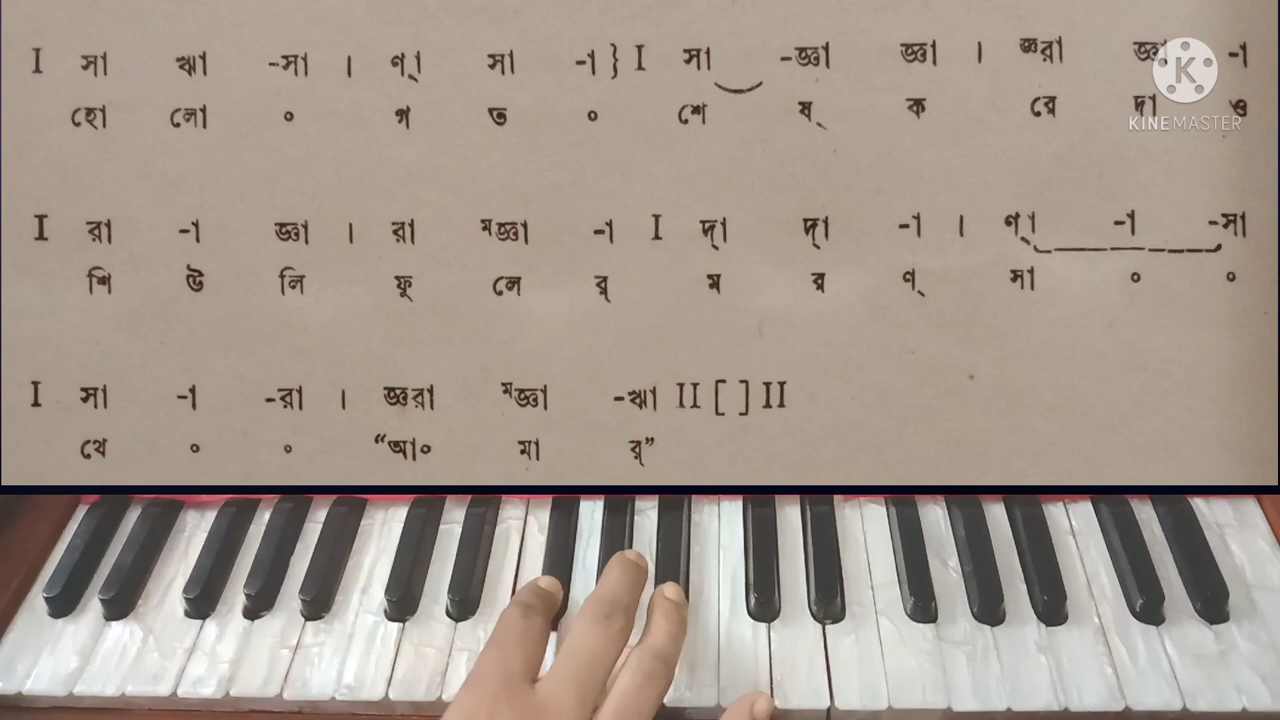 I সা ঋা -সা । ণ্া সা -া } I সা -জ্ঞা জ্ঞা । জ্ঞরা জ্ঞা -া
হো লো ০ গ ত ০ শে ষ্ ক রে দা ও
K
KINEMASTER
I রা -া জ্ঞা । রা মজ্ঞা -া I দ্া দ্া -া । ণ্া -া -সা
শি উ লি ফু লে র্ ম র ণ্ সা ০ ০
I সা -া -রা । জ্ঞরা মজ্ঞা -ঋা II [ ] II
থে ০ ০ “আ০ মা র্”